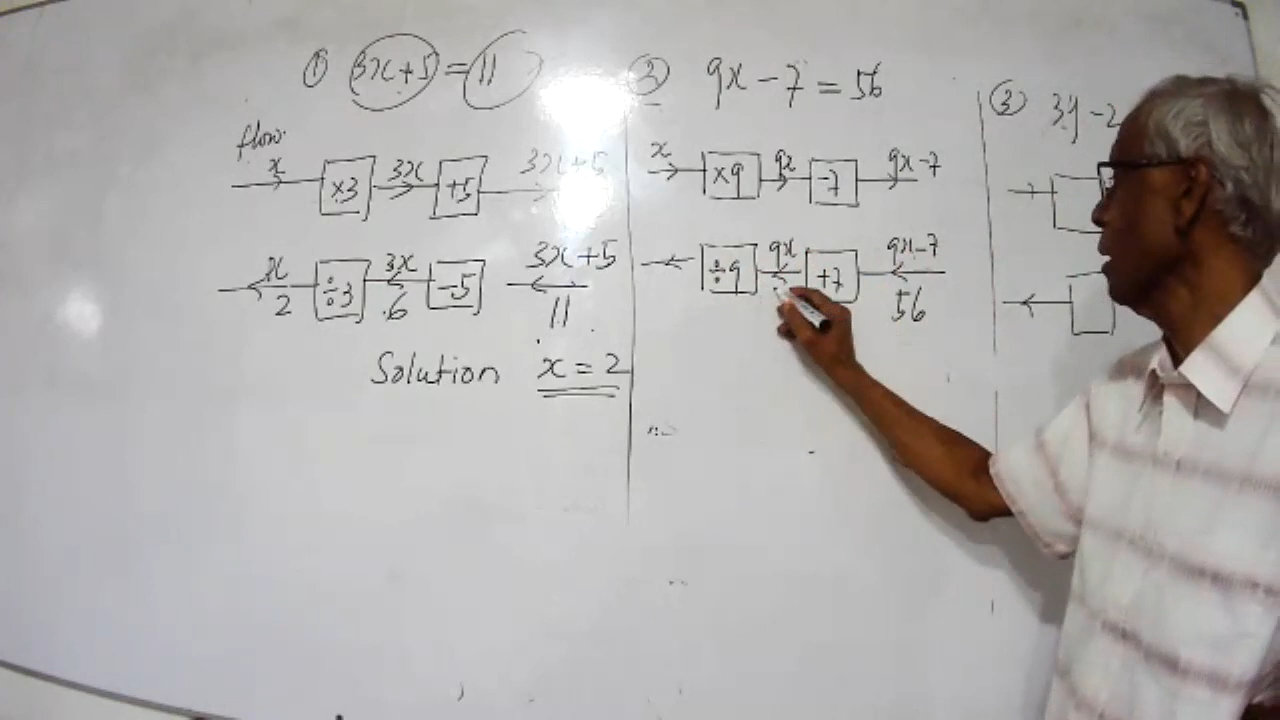 ① 3x+5 = 11
flow
x ×3 3x +5 3x+5
x 2 ÷3 3x 6 -5 3x+5 11
Solution x = 2
② 9x - 7 = 56
x ×9 9x -7 9x-7
÷9 9x +7 9x-7 56
③ 3y-2